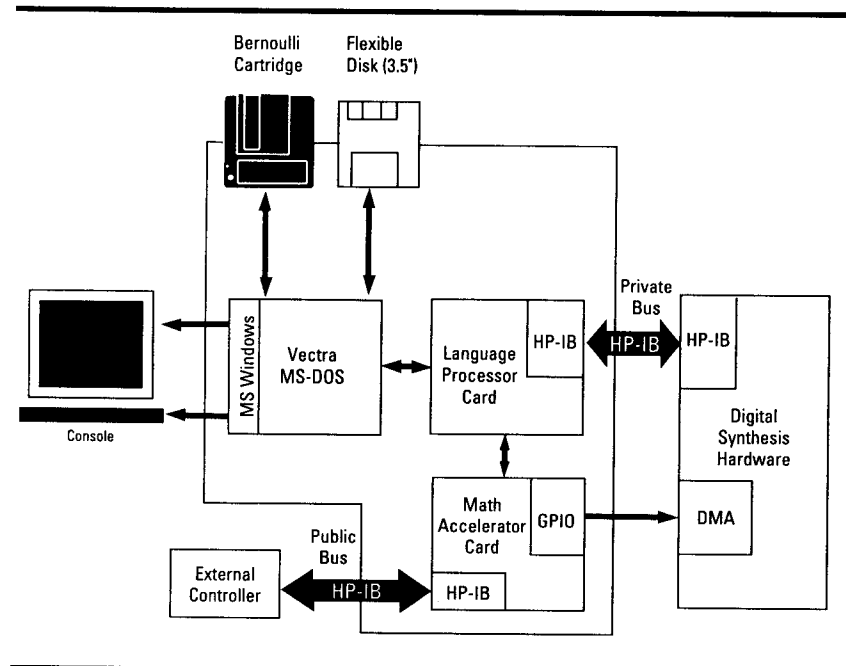 Bernoulli
Cartridge
Flexible
Disk (3.5")
MS Windows
Vectra
MS-DOS
Language
Processor
Card
HP-IB
Private
Bus
HP-IB
HP-IB
Digital
Synthesis
Hardware
Console
Math
Accelerator
Card
GPIO
DMA
HP-IB
Public
Bus
HP-IB
External
Controller